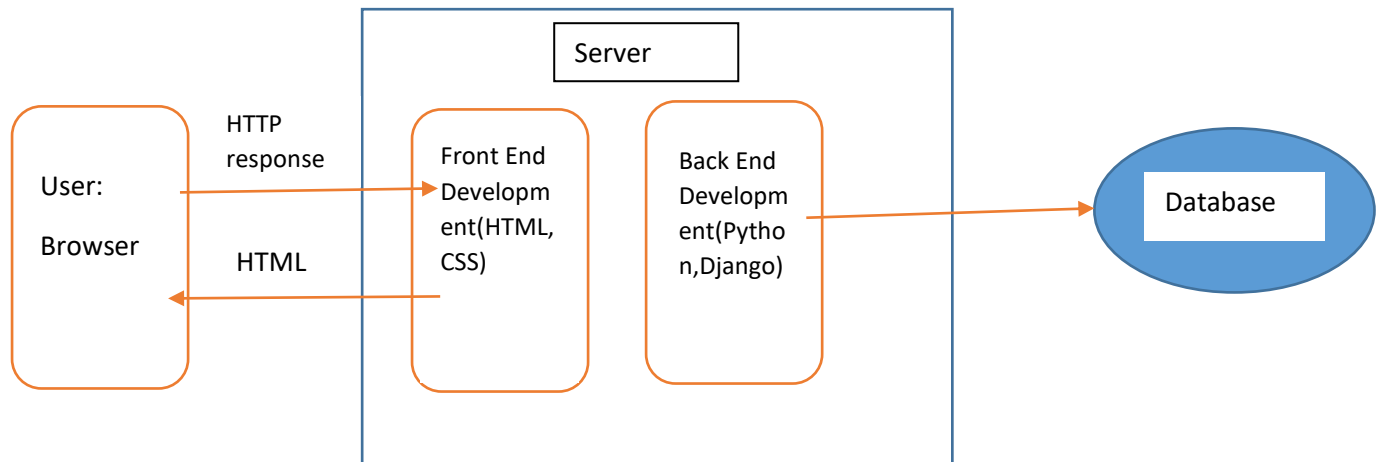 Server
User:
Browser
HTTP
response
HTML
Front End
Developm
ent(HTML,
CSS)
Back End
Developm
ent(Pytho
n,Django)
Database